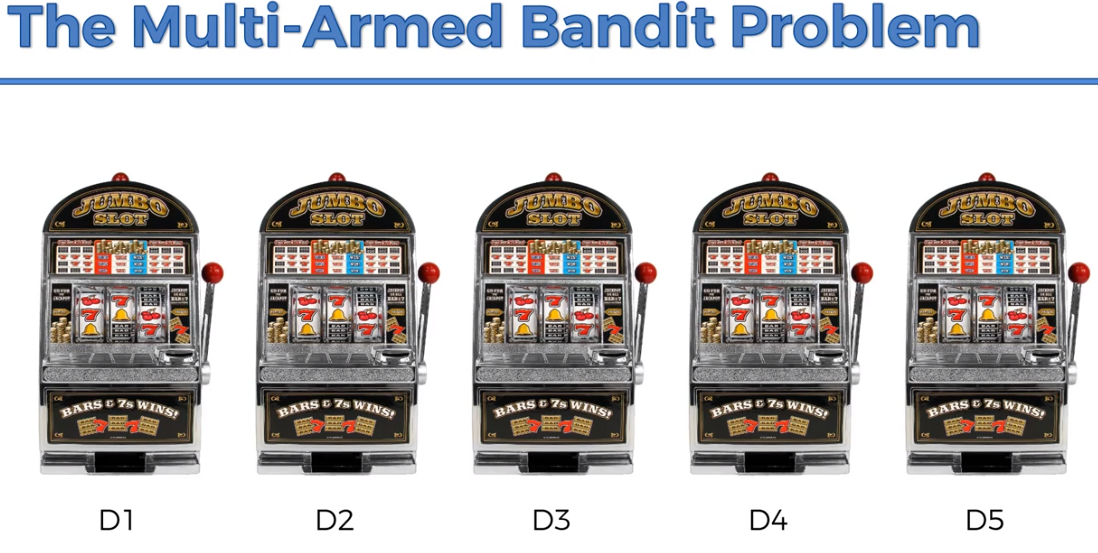 The Multi-Armed Bandit Problem
JUMBO SLOT
BARS & 7s WINS!
JUMBO SLOT
BARS & 7s WINS!
JUMBO SLOT
BARS & 7s WINS!
JUMBO SLOT
BARS & 7s WINS!
JUMBO SLOT
BARS & 7s WINS!
D1
D2
D3
D4
D5